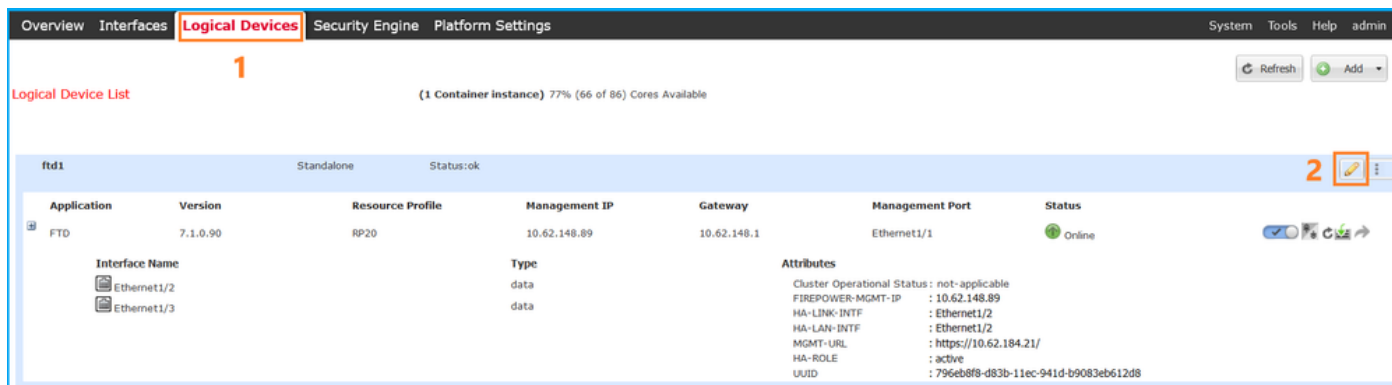 Overview Interfaces Logical Devices Security Engine Platform Settings System Tools Help admin
1
Refresh Add
Logical Device List (1 Container instance) 77% (66 of 86) Cores Available
ftd1 Standalone Status:ok 2
Application Version Resource Profile Management IP Gateway Management Port Status
FTD 7.1.0.90 RP20 10.62.148.89 10.62.148.1 Ethernet1/1 Online
Interface Name Type Attributes
Ethernet1/2 data Cluster Operational Status : not-applicable
FIREPOWER-MGMT-IP : 10.62.148.89
Ethernet1/3 data HA-LINK-INTF : Ethernet1/2
HA-LAN-INTF : Ethernet1/2
MGMT-URL : https://10.62.184.21/
HA-ROLE : active
UUID : 796eb8f8-d83b-11ec-941d-b9083eb612d8